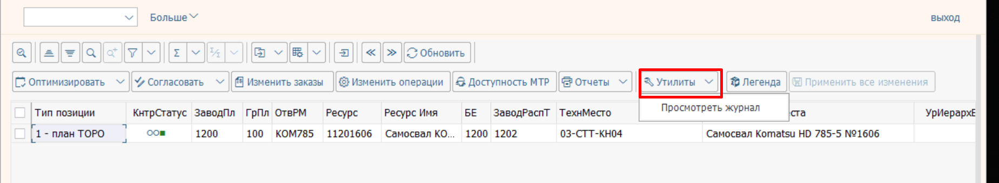 Больше
выход
Σ
Обновить
Оптимизировать Согласовать Изменить заказы Изменить операции Доступность МТР Отчеты Утилиты Легенда Применить все изменения
Просмотреть журнал
Тип позиции КнтрСтатус ЗаводПл ГрПл ОтвРМ Ресурс Ресурс Имя БЕ ЗаводРаспТ ТехнМесто ста УрИерархЕ
1 - план ТОРО 1200 100 КОМ785 11201606 Самосвал КО... 1200 1202 03-СТТ-КН04 Самосвал Komatsu HD 785-5 №1606